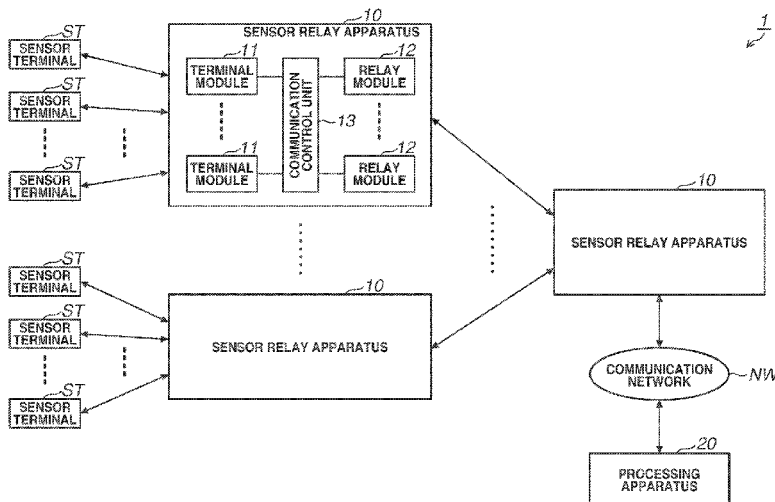 1
10
SENSOR RELAY APPARATUS
ST
SENSOR
TERMINAL
ST
SENSOR
TERMINAL
ST
SENSOR
TERMINAL
11
TERMINAL
MODULE
11
TERMINAL
MODULE
COMMUNICATION
CONTROL UNIT
13
12
RELAY
MODULE
12
RELAY
MODULE
10
SENSOR RELAY APPARATUS
ST
SENSOR
TERMINAL
ST
SENSOR
TERMINAL
ST
SENSOR
TERMINAL
10
SENSOR RELAY APPARATUS
COMMUNICATION
NETWORK
NW
20
PROCESSING
APPARATUS